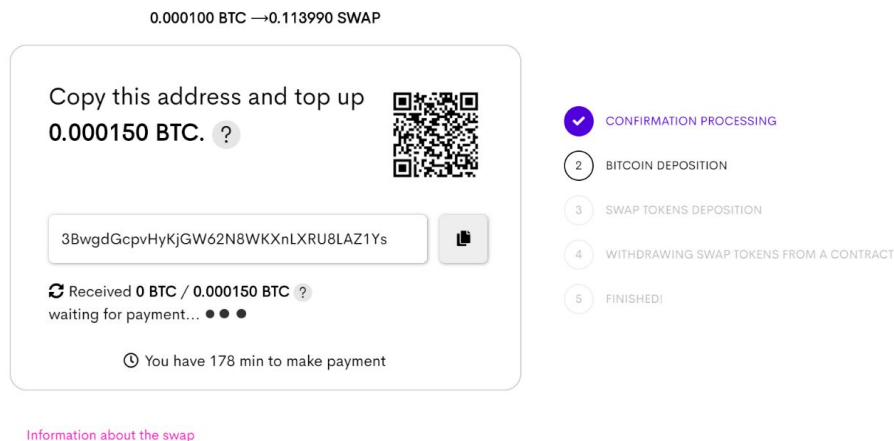 0.000100 BTC →0.113990 SWAP
Copy this address and top up
0.000150 BTC. ?
3BwgdGcpvHyKjGW62N8WKXnLXRU8LAZ1Ys
Received 0 BTC / 0.000150 BTC ?
waiting for payment...
You have 178 min to make payment
Information about the swap
CONFIRMATION PROCESSING
2 BITCOIN DEPOSITION
3 SWAP TOKENS DEPOSITION
4 WITHDRAWING SWAP TOKENS FROM A CONTRACT
5 FINISHED!